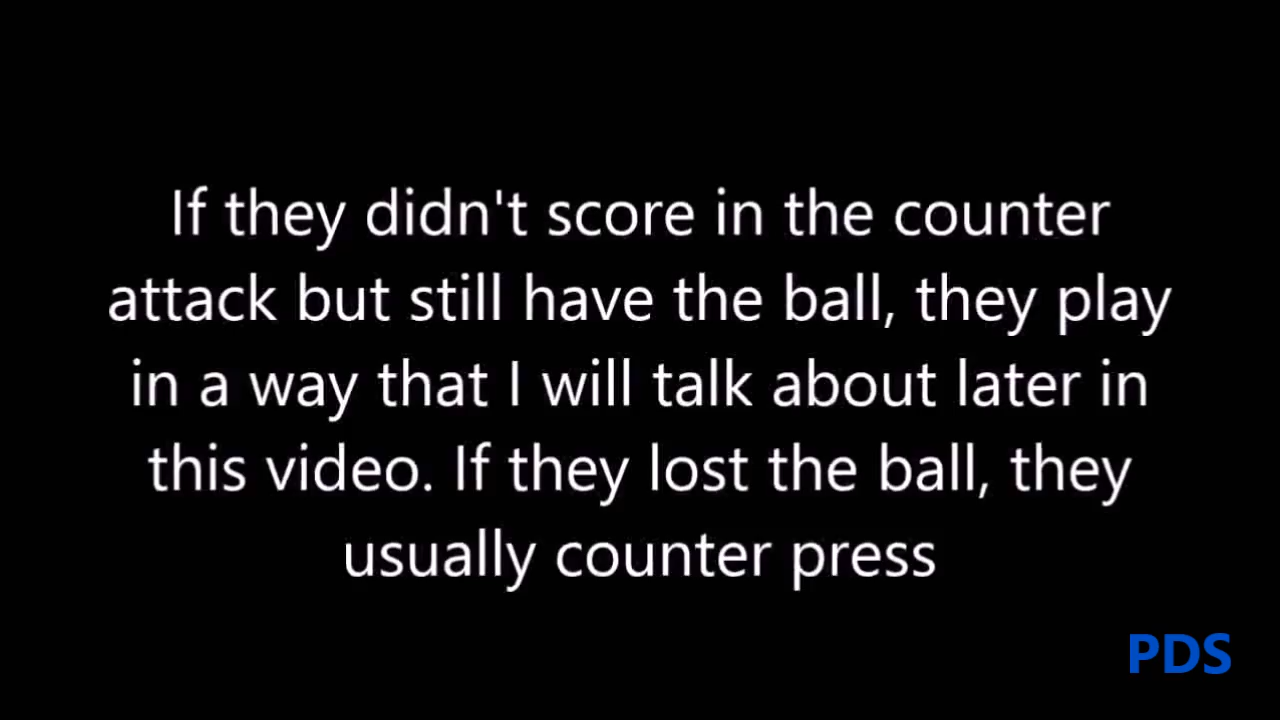 If they didn't score in the counter
attack but still have the ball, they play
in a way that I will talk about later in
this video. If they lost the ball, they
usually counter press
PDS